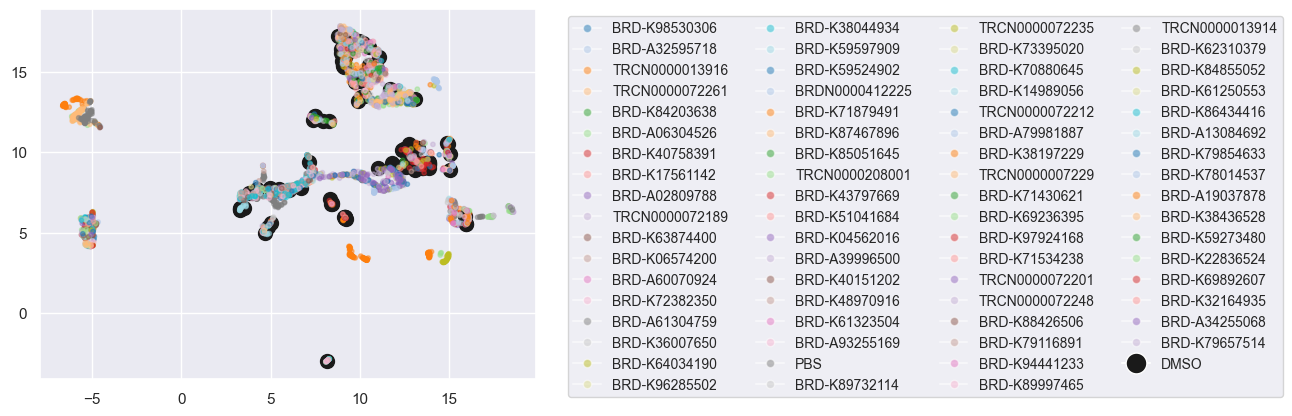 15
10
5
0
−5
0
5
10
15
BRD-K98530306
BRD-A32595718
TRCN0000013916
TRCN0000072261
BRD-K84203638
BRD-A06304526
BRD-K40758391
BRD-K17561142
BRD-A02809788
TRCN0000072189
BRD-K63874400
BRD-K06574200
BRD-A60070924
BRD-K72382350
BRD-A61304759
BRD-K36007650
BRD-K64034190
BRD-K96285502
BRD-K38044934
BRD-K59597909
BRD-K59524902
BRDN0000412225
BRD-K71879491
BRD-K87467896
BRD-K85051645
TRCN0000208001
BRD-K43797669
BRD-K51041684
BRD-K04562016
BRD-A39996500
BRD-K40151202
BRD-K48970916
BRD-K61323504
BRD-A93255169
PBS
BRD-K89732114
TRCN0000072235
BRD-K73395020
BRD-K70880645
BRD-K14989056
TRCN0000072212
BRD-A79981887
BRD-K38197229
TRCN0000007229
BRD-K71430621
BRD-K69236395
BRD-K97924168
BRD-K71534238
TRCN0000072201
TRCN0000072248
BRD-K88426506
BRD-K79116891
BRD-K94441233
BRD-K89997465
TRCN0000013914
BRD-K62310379
BRD-K84855052
BRD-K61250553
BRD-K86434416
BRD-A13084692
BRD-K79854633
BRD-K78014537
BRD-A19037878
BRD-K38436528
BRD-K59273480
BRD-K22836524
BRD-K69892607
BRD-K32164935
BRD-A34255068
BRD-K79657514
DMSO